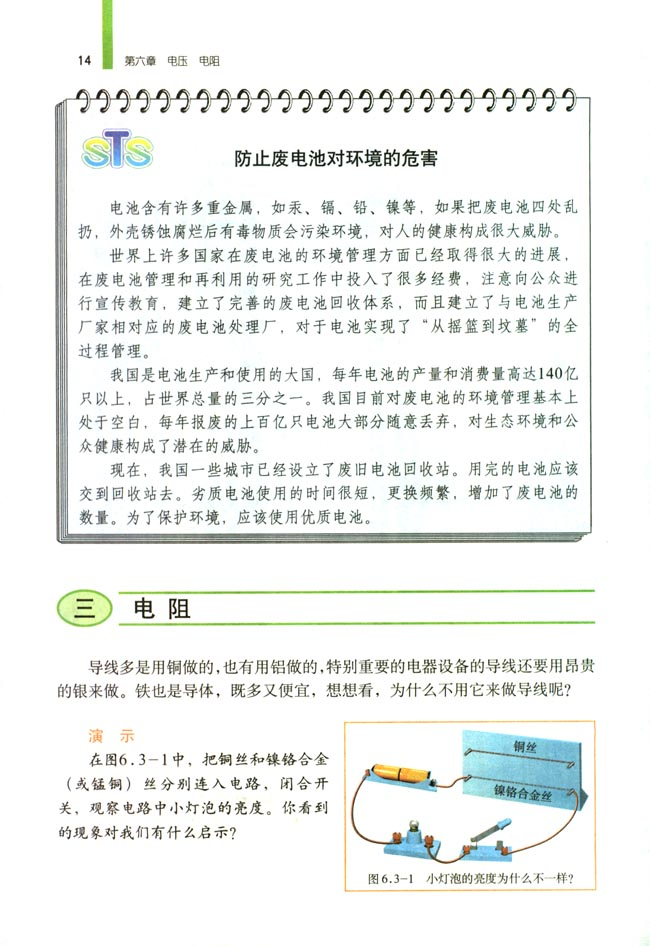 14 第六章 电压 电阻
STS
防止废电池对环境的危害
电池含有许多重金属，如汞、镉、铅、镍等，如果把废电池四处乱
扔，外壳锈蚀腐烂后有毒物质会污染环境，对人的健康构成很大威胁。
世界上许多国家在废电池的环境管理方面已经取得很大的进展，
在废电池管理和再利用的研究工作中投入了很多经费，注意向公众进
行宣传教育，建立了完善的废电池回收体系，而且建立了与电池生产
厂家相对应的废电池处理厂，对于电池实现了“从摇篮到坟墓”的全
过程管理。
我国是电池生产和使用的大国，每年电池的产量和消费量高达140亿
只以上，占世界总量的三分之一。我国目前对废电池的环境管理基本上
处于空白，每年报废的上百亿只电池大部分随意丢弃，对生态环境和公
众健康构成了潜在的威胁。
现在，我国一些城市已经设立了废旧电池回收站。用完的电池应该
交到回收站去。劣质电池使用的时间很短，更换频繁，增加了废电池的
数量。为了保护环境，应该使用优质电池。
三 电阻
导线多是用铜做的，也有用铝做的，特别重要的电器设备的导线还要用昂贵
的银来做。铁也是导体，既多又便宜，想想看，为什么不用它来做导线呢？
演示
在图6.3-1中，把铜丝和镍铬合金
（或锰铜）丝分别连入电路，闭合开
关，观察电路中小灯泡的亮度。你看到
的现象对我们有什么启示？
铜丝
镍铬合金丝
图6.3-1 小灯泡的亮度为什么不一样？